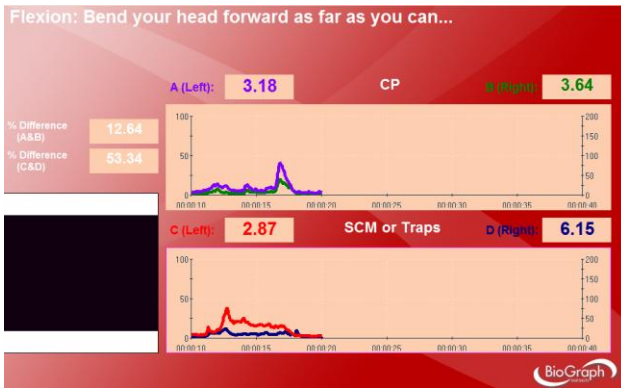 Flexion: Bend your head forward as far as you can...
A (Left): 3.18 CP B (Right): 3.64
% Difference (A&B) 12.64
% Difference (C&D) 53.34
100 200
150
50 100
50
0 0
00:00:10 00:00:15 00:00:20 00:00:25 00:00:30 00:00:35 00:00:40
C (Left): 2.87 SCM or Traps D (Right): 6.15
100 200
150
50 100
50
0 0
00:00:10 00:00:15 00:00:20 00:00:25 00:00:30 00:00:35 00:00:40
BioGraph